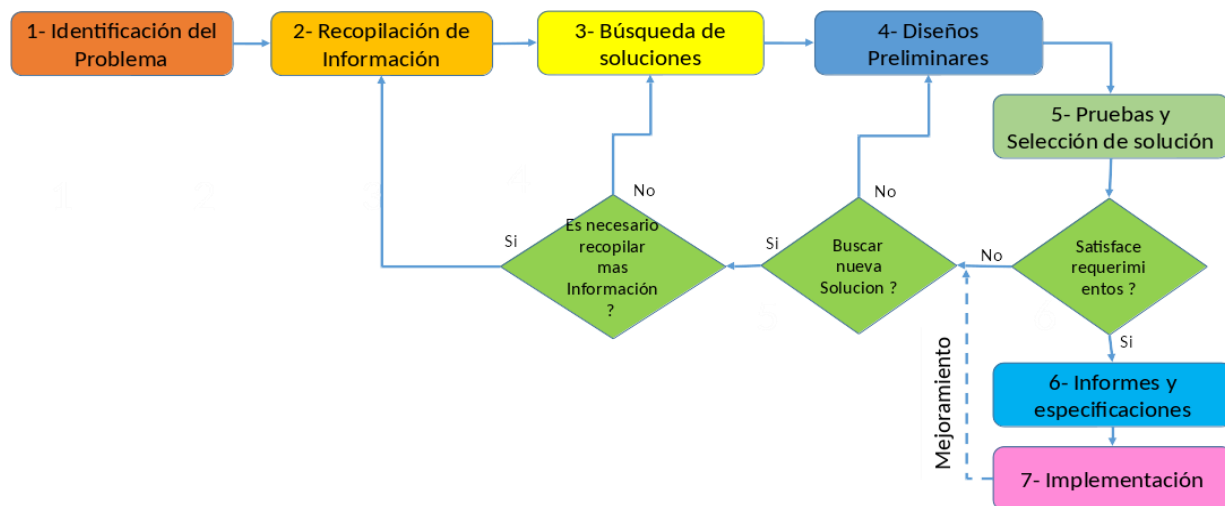 1- Identificación del
Problema
2- Recopilación de
Información
3- Búsqueda de
soluciones
4- Diseños
Preliminares
5- Pruebas y
Selección de solución
No
No
Si
Es necesario
recopilar
mas
Información
?
Si
Buscar
nueva
Solucion ?
No
Satisface
requerimi
entos ?
Si
Mejoramiento
6- Informes y
especificaciones
7- Implementación